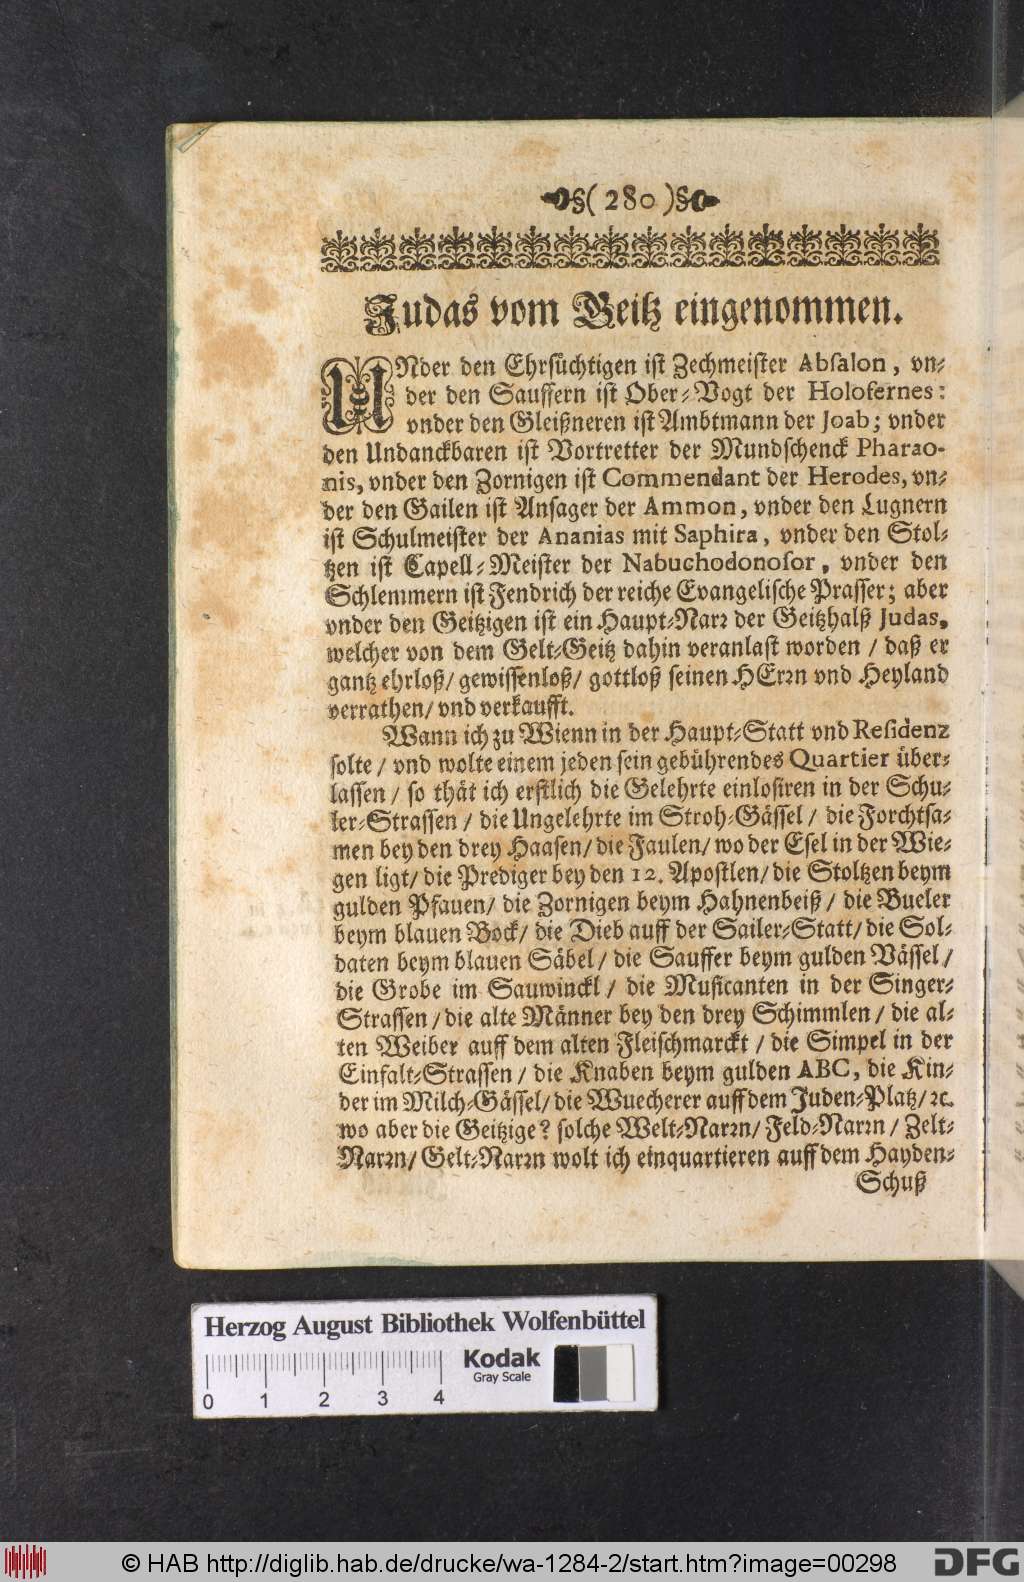 §( 280 )§
Judas vom Geitz eingenommen.
UNder den Ehrsüchtigen ist Zechmeister Absalon, vn-
der den Sauffern ist Ober-Vogt der Holofernes:
vnder den Gleißneren ist Ambtmann der Joab; vnder
den Undanckbaren ist Vortretter der Mundschenck Pharao-
nis, vnder den Zornigen ist Commendant der Herodes, vn-
der den Gailen ist Ansager der Ammon, vnder den Lugnern
ist Schulmeister der Ananias mit Saphira, vnder den Stol-
tzen ist Capell-Meister der Nabuchodonosor, vnder den
Schlemmern ist Fendrich der reiche Evangelische Prasser; aber
vnder den Geitzigen ist ein Haupt-Narr der Geitzhalß Judas,
welcher von dem Gelt-Geitz dahin veranlast worden / daß er
gantz ehrloß / gewissenloß / gottloß seinen HErrn vnd Heyland
verrathen / vnd verkaufft.
Wann ich zu Wienn in der Haupt-Statt vnd Residenz
solte / vnd wolte einem jeden sein gebührendes Quartier über-
lassen / so thät ich erstlich die Gelehrte einlosiren in der Schu-
ler-Strassen / die Ungelehrte im Stroh-Gässel / die Forchtsa-
men bey den drey Haasen / die Faulen / wo der Esel in der Wie-
gen ligt / die Prediger bey den 12. Apostlen / die Stoltzen beym
gulden Pfauen / die Zornigen beym Hahnenbeiß / die Bueler
beym blauen Bock / die Dieb auff der Sailer-Statt / die Sol-
daten beym blauen Säbel / die Sauffer beym gulden Vässel /
die Grobe im Sauwinckl / die Musicanten in der Singer-
Strassen / die alte Männer bey den drey Schimmlen / die al-
ten Weiber auff dem alten Fleischmarckt / die Simpel in der
Einfalt-Strassen / die Knaben beym gulden ABC, die Kin-
der im Milch-Gässel / die Wuecherer auff dem Juden-Platz / ꝛc.
wo aber die Geitzige? solche Welt-Narrn / Feld-Narrn / Zelt-
Narrn / Gelt-Narrn wolt ich einquartieren auff dem Hayden-
Schuß
Herzog August Bibliothek Wolfenbüttel
Kodak
Gray Scale
0 1 2 3 4
© HAB http://diglib.hab.de/drucke/wa-1284-2/start.htm?image=00298
DFG